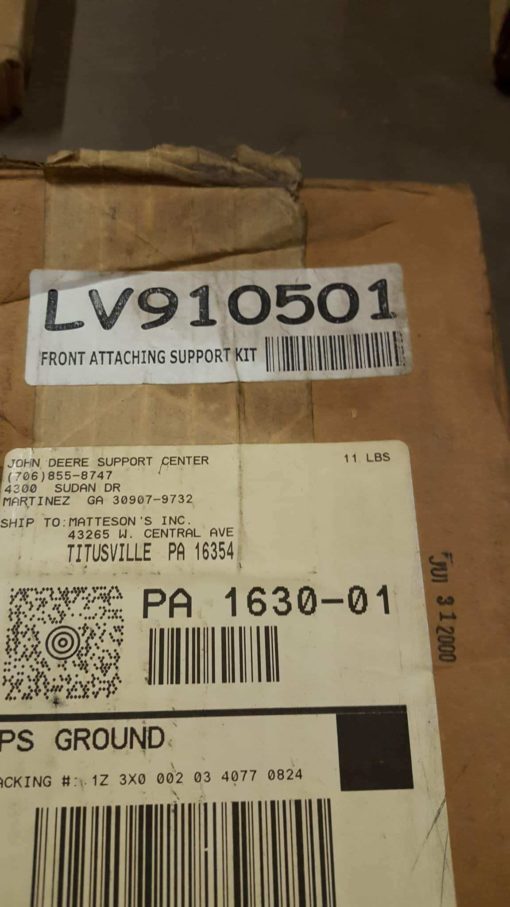 LV910501
FRONT ATTACHING SUPPORT KIT
JOHN DEERE SUPPORT CENTER
11 LBS
(706)855-8747
4300 SUDAN DR
MARTINEZ GA 30907-9732
SHIP TO: MATTESON'S INC.
43265 W. CENTRAL AVE
TITUSVILLE PA 16354
PA 1630-01
JUL 31 2000
PS GROUND
ACKING #: 1Z 3X0 002 03 4077 0824